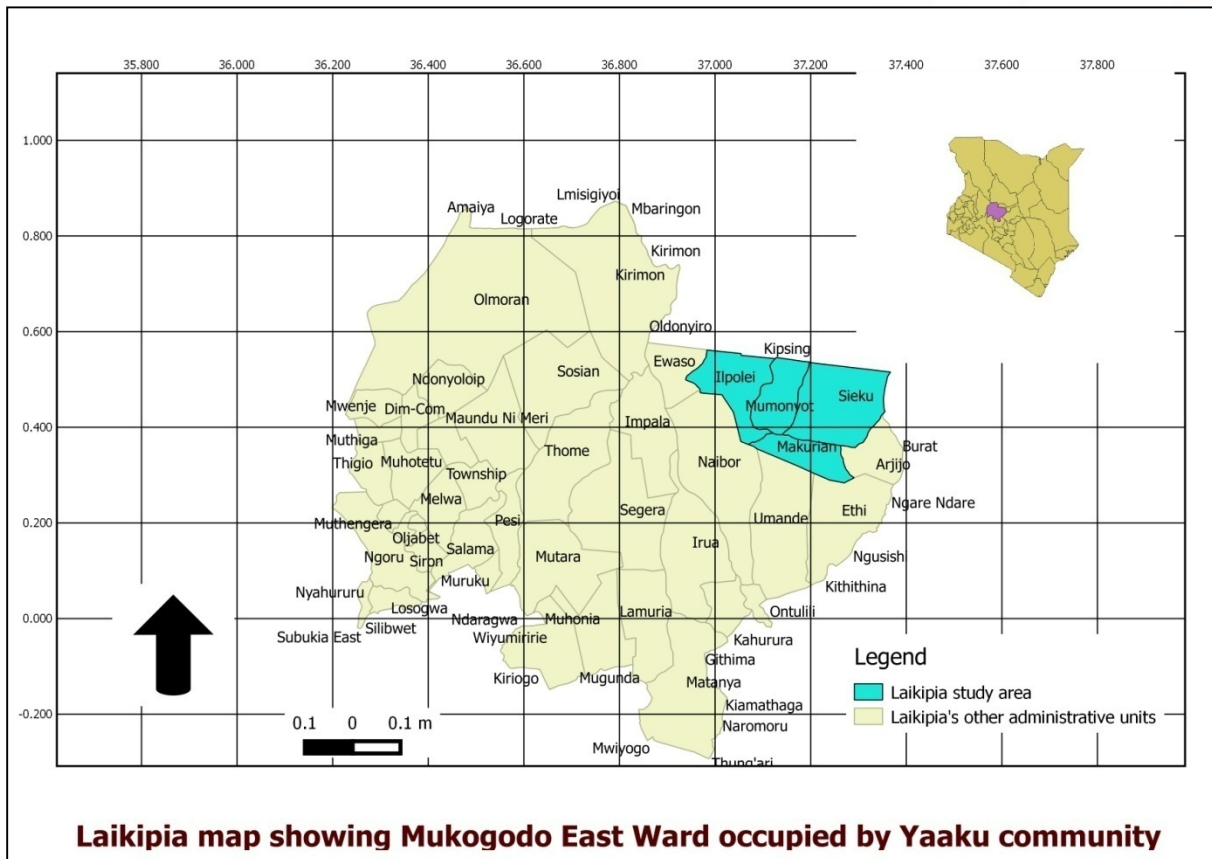 35.800 36.000 36.200 36.400 36.600 36.800 37.000 37.200 37.400 37.600 37.800
1.000
Lmisigiyoi
Amaiya Mbaringon
Logorate
0.800
Kirimon
Kirimon
Olmoran
0.600
Oldonyiro
Kipsing
Ewaso
Sosian
Ndonyoloip
Ilpolei
Sieku
Mwenje Dim-Com
Mumonyot
Maundu Ni Meri
Impala
0.400
Muthiga
Makurian
Burat
Thome
Thigio Muhotetu
Naibor
Arjijo
Township
Melwa
Ngare Ndare
Segera
Ethi
0.200
Muthengera
Pesi
Umande
Oljabet
Irua
Salama
Ngoru
Siron
Mutara
Ngusishi
Muruku
Kithithina
Nyahururu
Losogwa
Lamuria
Ontulili
0.000
Ndaragwa
Muhonia
Silibwet
Subukia East
Wiyumiririe
Kahurura
Githima
Kiriogo
Mugunda
Matanya
Kiamathaga
-0.200
Naromoru
Mwiyogo
Thung'ari
Legend
Laikipia study area
Laikipia's other administrative units
0.1 0 0.1 m
Laikipia map showing Mukogodo East Ward occupied by Yaaku community